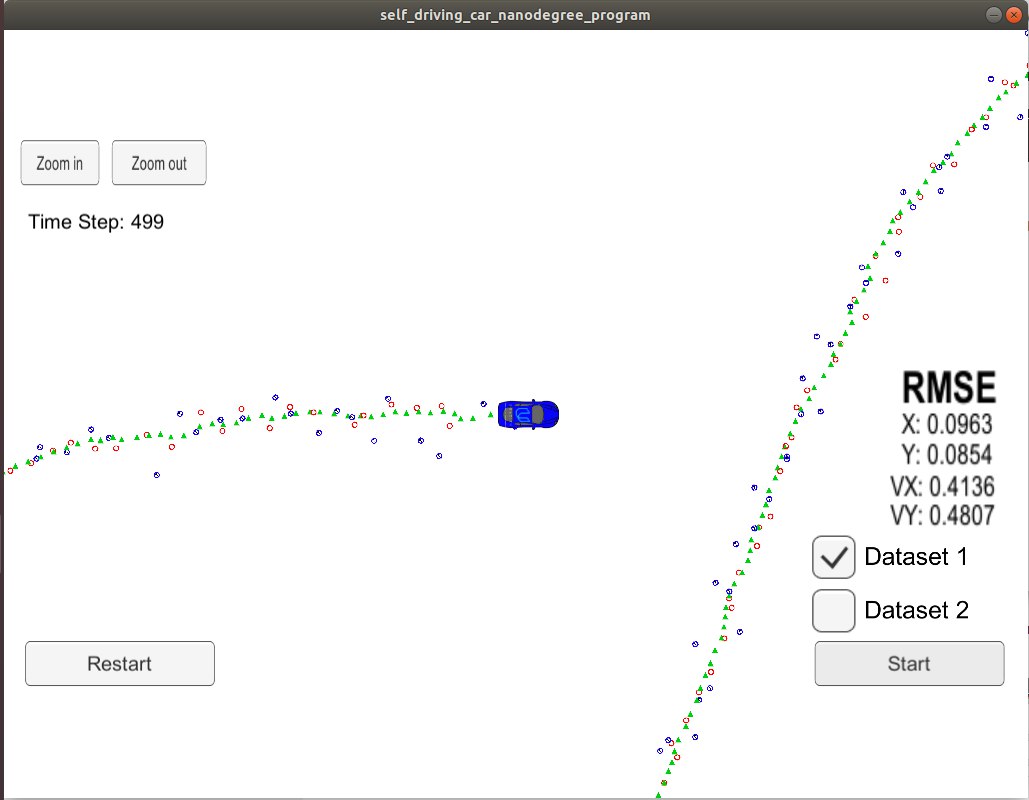 self_driving_car_nanodegree_program
Zoom in
Zoom out
Time Step: 499
RMSE
X: 0.0963
Y: 0.0854
VX: 0.4136
VY: 0.4807
Dataset 1
Dataset 2
Restart
Start